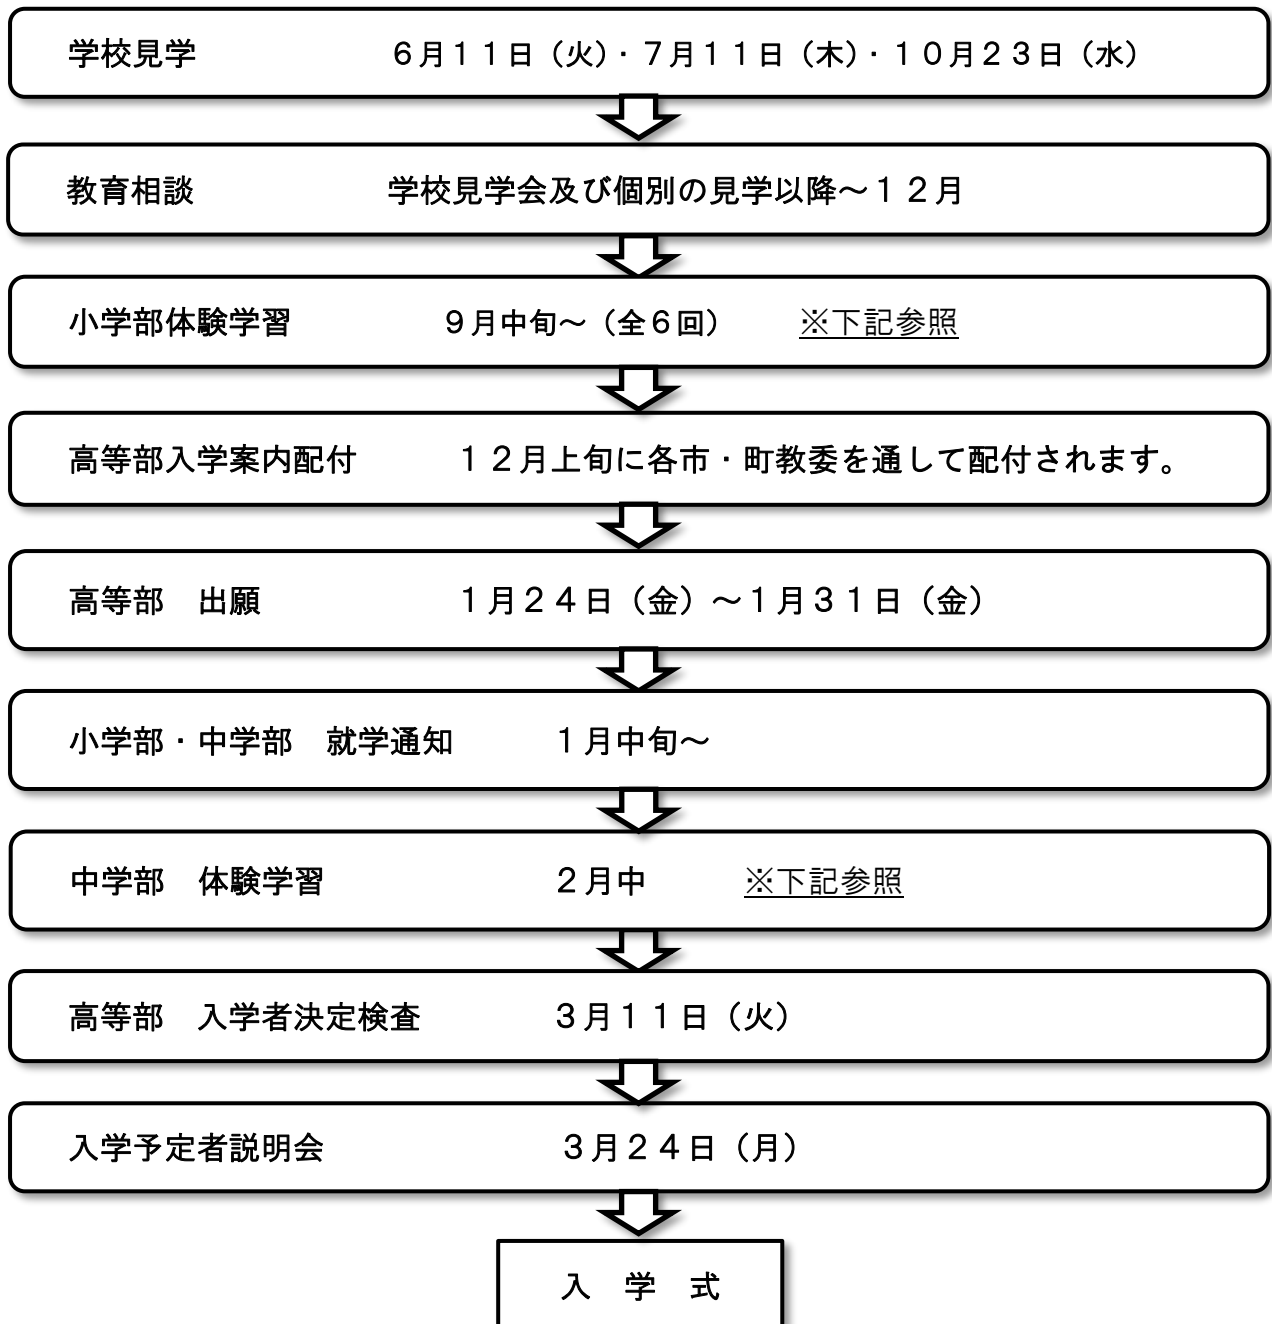 学校見学　６月１１日（火）・７月１１日（木）・１０月２３日（水）
教育相談　学校見学会及び個別の見学以降～１２月
小学部体験学習　９月中旬～（全６回）　※下記参照
高等部入学案内配付　１２月上旬に各市・町教委を通して配付されます。
高等部　出願　１月２４日（金）～１月３１日（金）
小学部・中学部　就学通知　１月中旬～
中学部　体験学習　２月中　※下記参照
高等部　入学者決定検査　３月１１日（火）
入学予定者説明会　３月２４日（月）
入　学　式